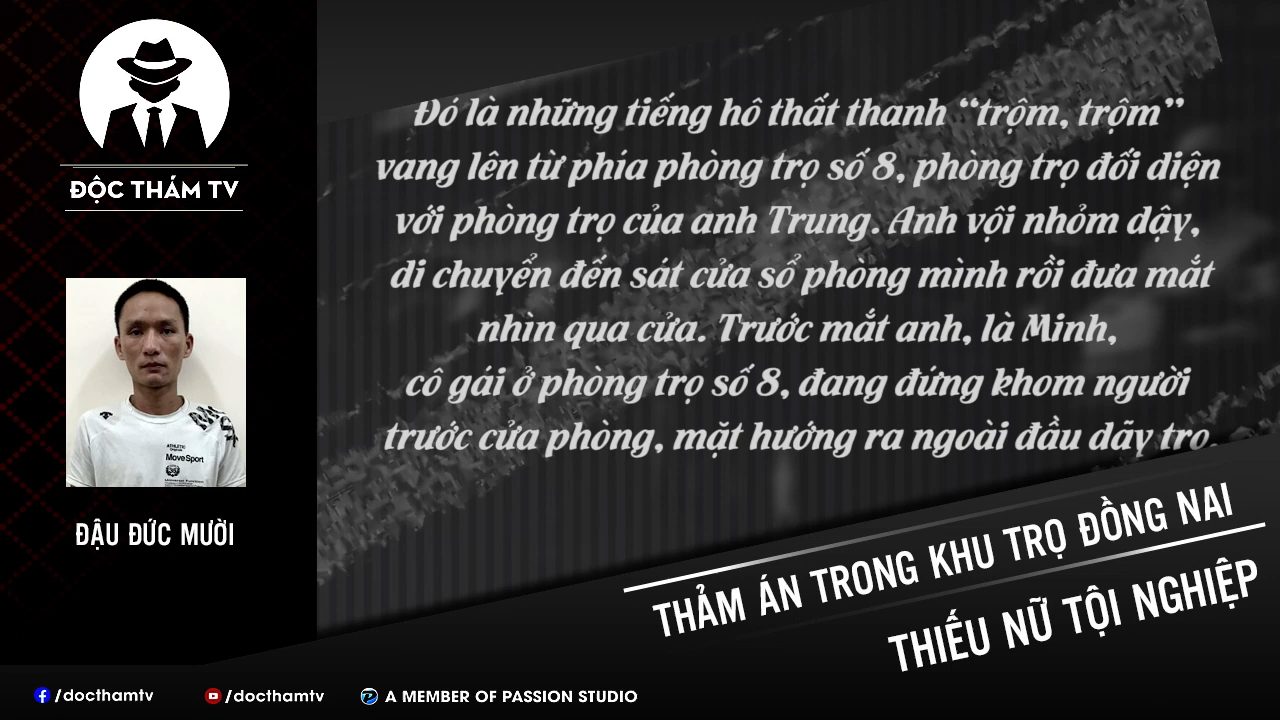 ĐỘC THÁM TV
Đó là những tiếng hô thất thanh “trộm, trộm”
vang lên từ phía phòng trọ số 8, phòng trọ đối diện
với phòng trọ của anh Trung. Anh vội nhỏm dậy,
di chuyển đến sát cửa sổ phòng mình rồi đưa mắt
nhìn qua cửa. Trước mắt anh, là Minh,
cô gái ở phòng trọ số 8, đang đứng khom người
trước cửa phòng, mặt hướng ra ngoài đầu dãy trọ.
MoveSport
ĐẬU ĐỨC MƯỜI
THẢM ÁN TRONG KHU TRỌ ĐỒNG NAI
THIẾU NỮ TỘI NGHIỆP
/docthamtv
/docthamtv
A MEMBER OF PASSION STUDIO